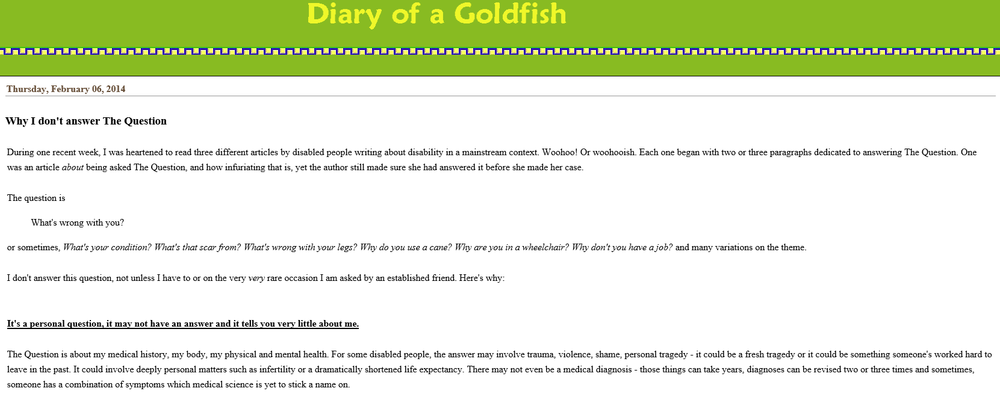 Diary of a Goldfish
Thursday, February 06, 2014
Why I don't answer The Question
During one recent week, I was heartened to read three different articles by disabled people writing about disability in a mainstream context. Woohoo! Or woohooish. Each one began with two or three paragraphs dedicated to answering The Question. One
was an article about being asked The Question, and how infuriating that is, yet the author still made sure she had answered it before she made her case.
The question is
What's wrong with you?
or sometimes, What's your condition? What's that scar from? What's wrong with your legs? Why do you use a cane? Why are you in a wheelchair? Why don't you have a job? and many variations on the theme.
I don't answer this question, not unless I have to or on the very very rare occasion I am asked by an established friend. Here's why:
It's a personal question, it may not have an answer and it tells you very little about me.
The Question is about my medical history, my body, my physical and mental health. For some disabled people, the answer may involve trauma, violence, shame, personal tragedy - it could be a fresh tragedy or it could be something someone's worked hard to
leave in the past. It could involve deeply personal matters such as infertility or a dramatically shortened life expectancy. There may not even be a medical diagnosis - those things can take years, diagnoses can be revised two or three times and sometimes,
someone has a combination of symptoms which medical science is yet to stick a name on.